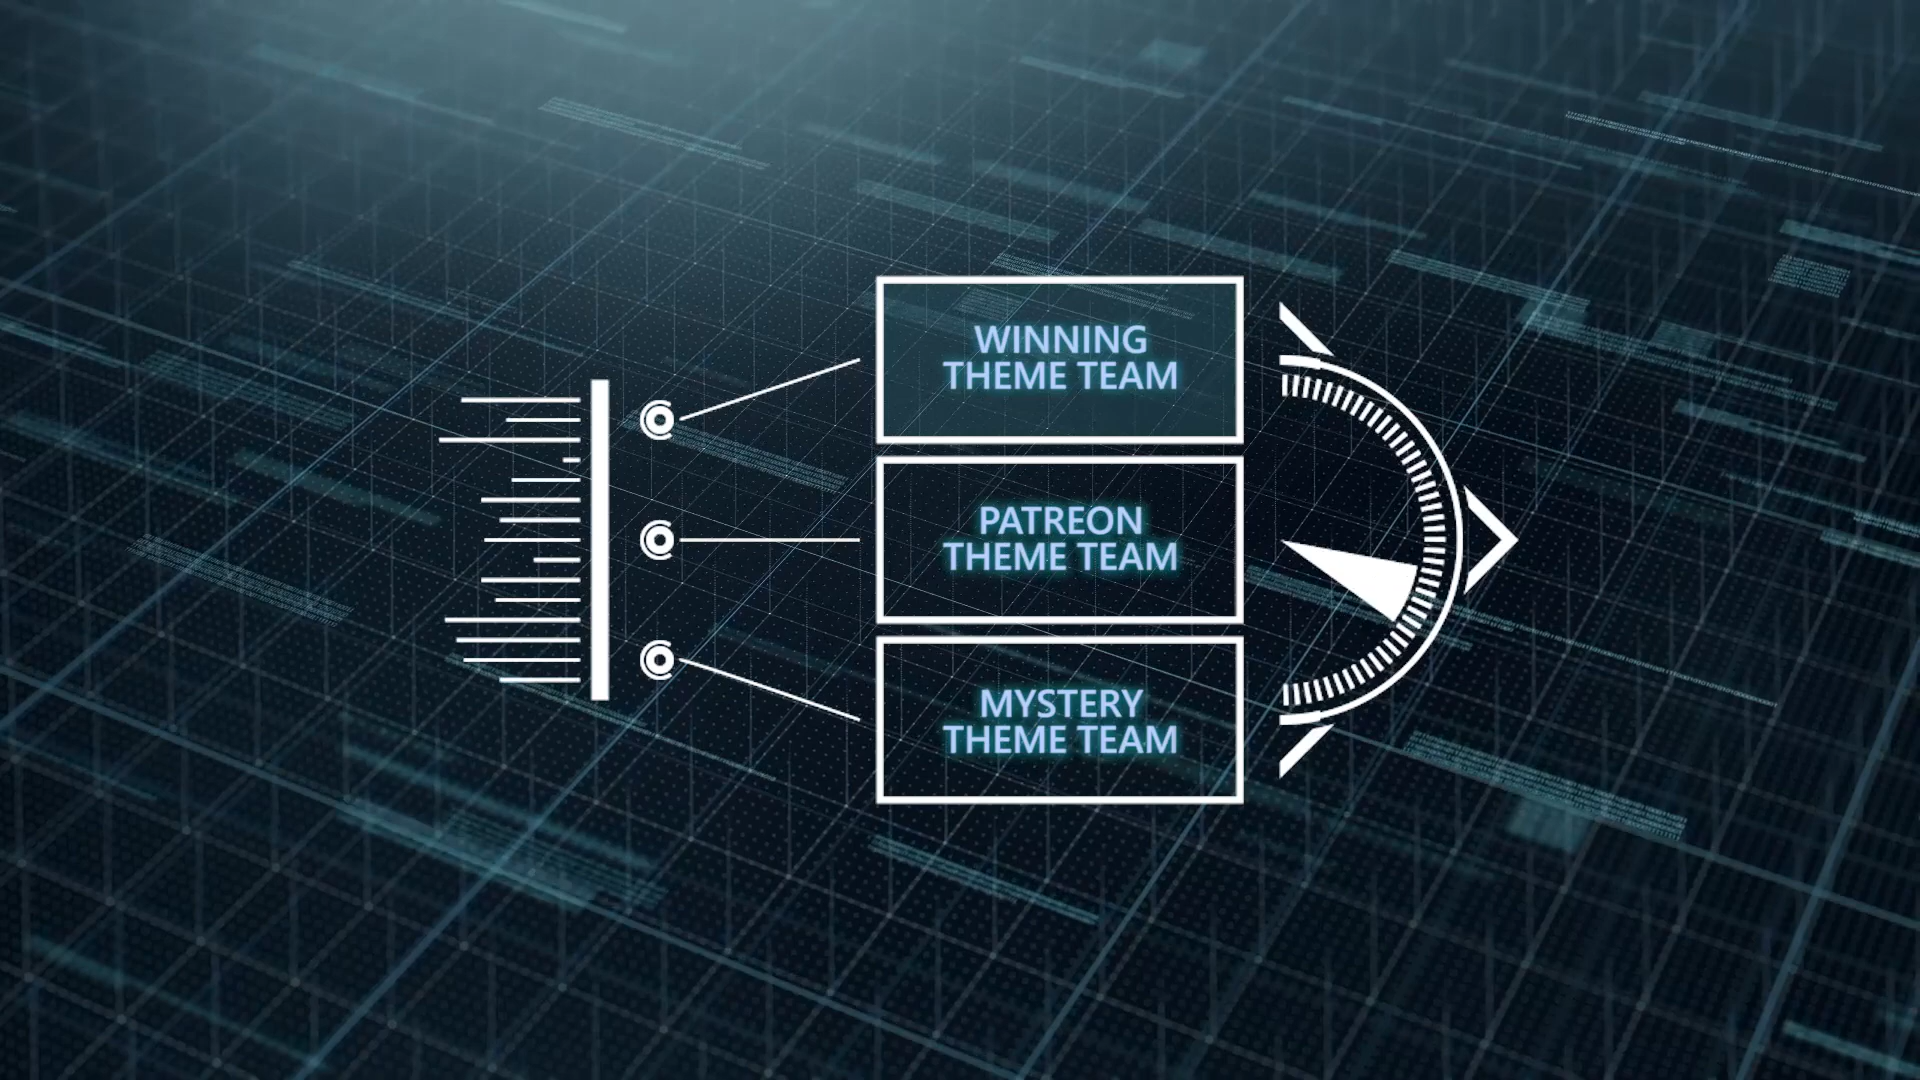 WINNING
THEME TEAM
PATREON
THEME TEAM
MYSTERY
THEME TEAM